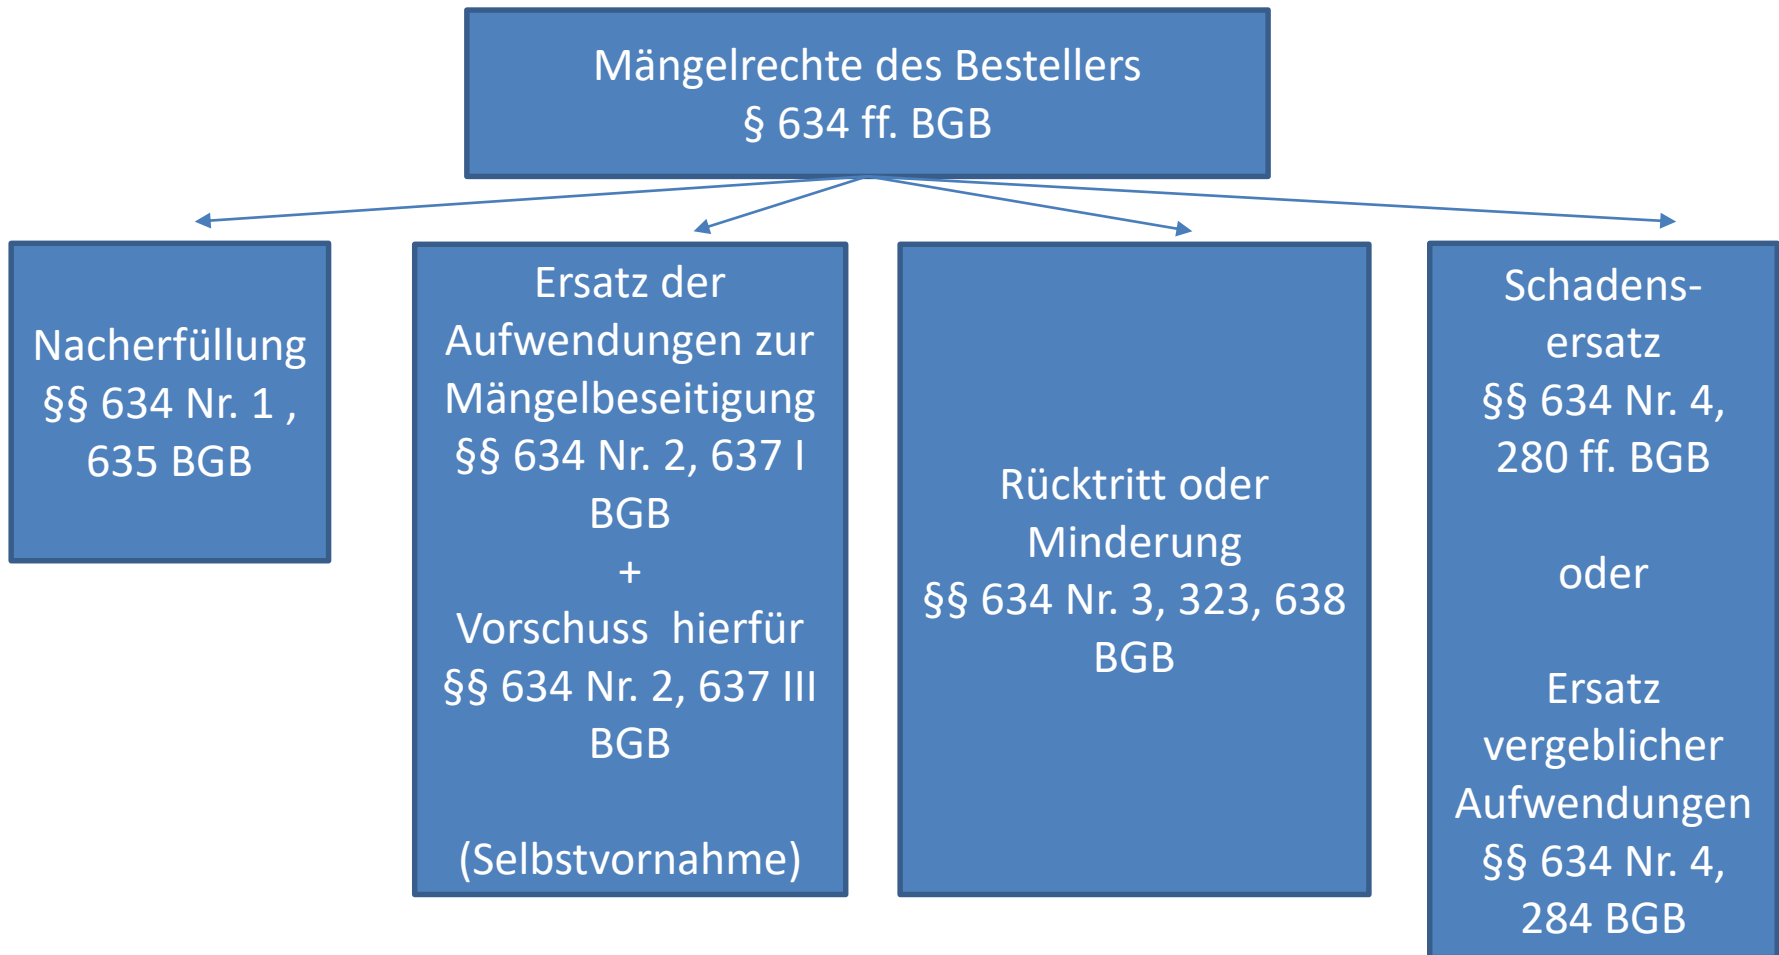 Mängelrechte des Bestellers
§ 634 ff. BGB
Nacherfüllung
§§ 634 Nr. 1 ,
635 BGB
Ersatz der
Aufwendungen zur
Mängelbeseitigung
§§ 634 Nr. 2, 637 I
BGB
+
Vorschuss  hierfür
§§ 634 Nr. 2, 637 III
BGB
(Selbstvornahme)
Rücktritt oder
Minderung
§§ 634 Nr. 3, 323, 638
BGB
Schadens-
ersatz
§§ 634 Nr. 4,
280 ff. BGB
oder
Ersatz
vergeblicher
Aufwendungen
§§ 634 Nr. 4,
284 BGB